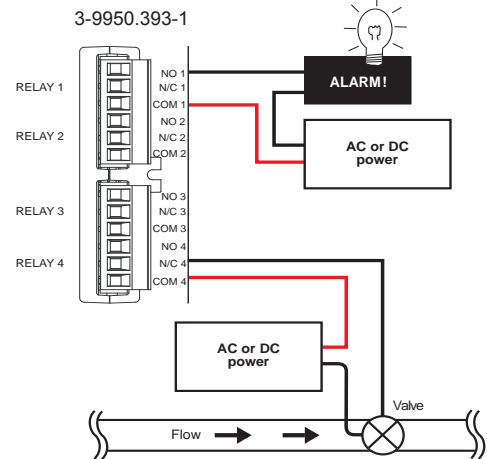 3-9950.393-1
RELAY 1
NO 1
N/C 1
COM 1
RELAY 2
NO 2
N/C 2
COM 2
RELAY 3
NO 3
N/C 3
COM 3
RELAY 4
NO 4
N/C 4
COM 4
ALARM!
AC or DC
power
AC or DC
power
Valve
Flow